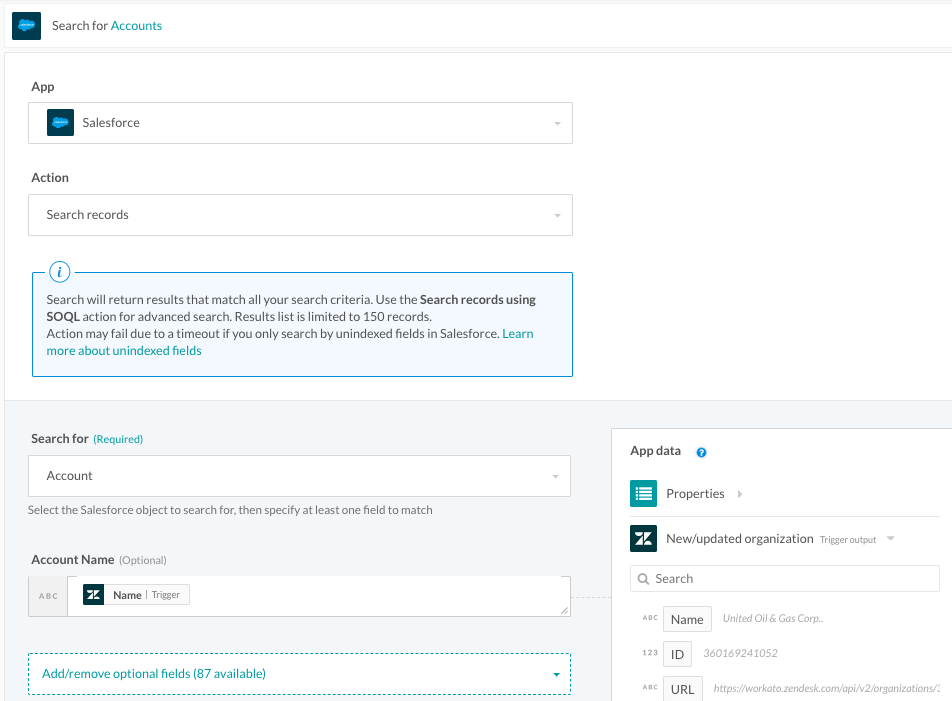 Search for Accounts
App
Salesforce
Action
Search records
i
Search will return results that match all your search criteria. Use the Search records using
SOQL action for advanced search. Results list is limited to 150 records.
Action may fail due to a timeout if you only search by unindexed fields in Salesforce. Learn
more about unindexed fields
Search for (Required)
Account
Select the Salesforce object to search for, then specify at least one field to match
Account Name (Optional)
ABC Name | Trigger
Add/remove optional fields (87 available)
App data ?
Properties
New/updated organization Trigger output
Search
ABC Name United Oil & Gas Corp..
123 ID 360169241052
ABC URL https://workato.zendesk.com/api/v2/organizations/